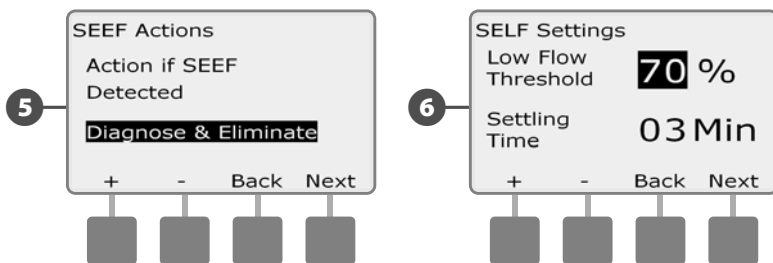 5
SEEF Actions
Action if SEEF
Detected
Diagnose & Eliminate
+ - Back Next
6
SELF Settings
Low Flow
Threshold 70 %
Settling
Time 03 Min
+ - Back Next